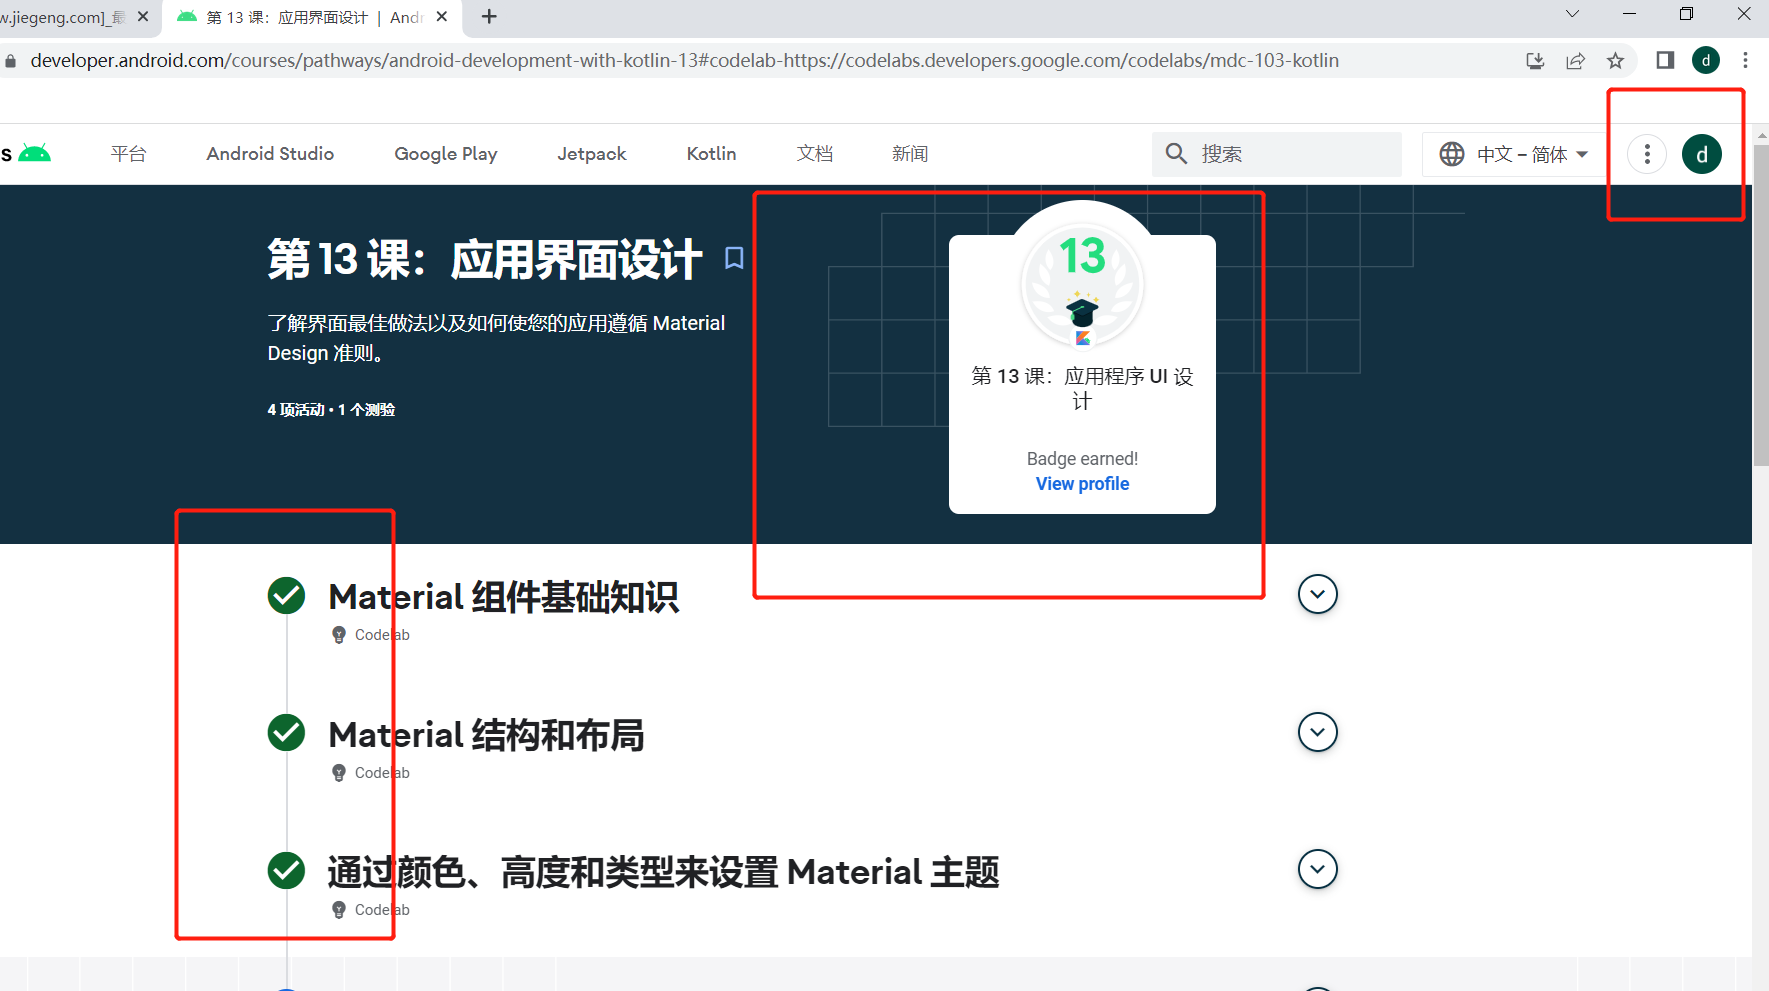 w.jiegeng.com]_最
第 13 课：应用界面设计 | Andr
developer.android.com/courses/pathways/android-development-with-kotlin-13#codelab-https://codelabs.developers.google.com/codelabs/mdc-103-kotlin
d
s
平台
Android Studio
Google Play
Jetpack
Kotlin
文档
新闻
搜索
中文 – 简体
d
第 13 课：应用界面设计
了解界面最佳做法以及如何使您的应用遵循 Material
Design 准则。
4 项活动 • 1 个测验
13
第 13 课：应用程序 UI 设
计
Badge earned!
View profile
Material 组件基础知识
Codelab
Material 结构和布局
Codelab
通过颜色、高度和类型来设置 Material 主题
Codelab